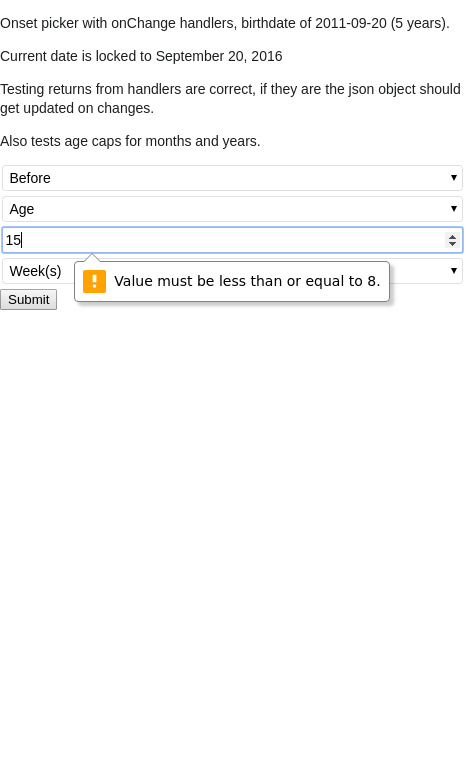 Onset picker with onChange handlers, birthdate of 2011-09-20 (5 years).
Current date is locked to September 20, 2016
Testing returns from handlers are correct, if they are the json object should
get updated on changes.
Also tests age caps for months and years.
Before
Age
15
Week(s)
Value must be less than or equal to 8.
Submit